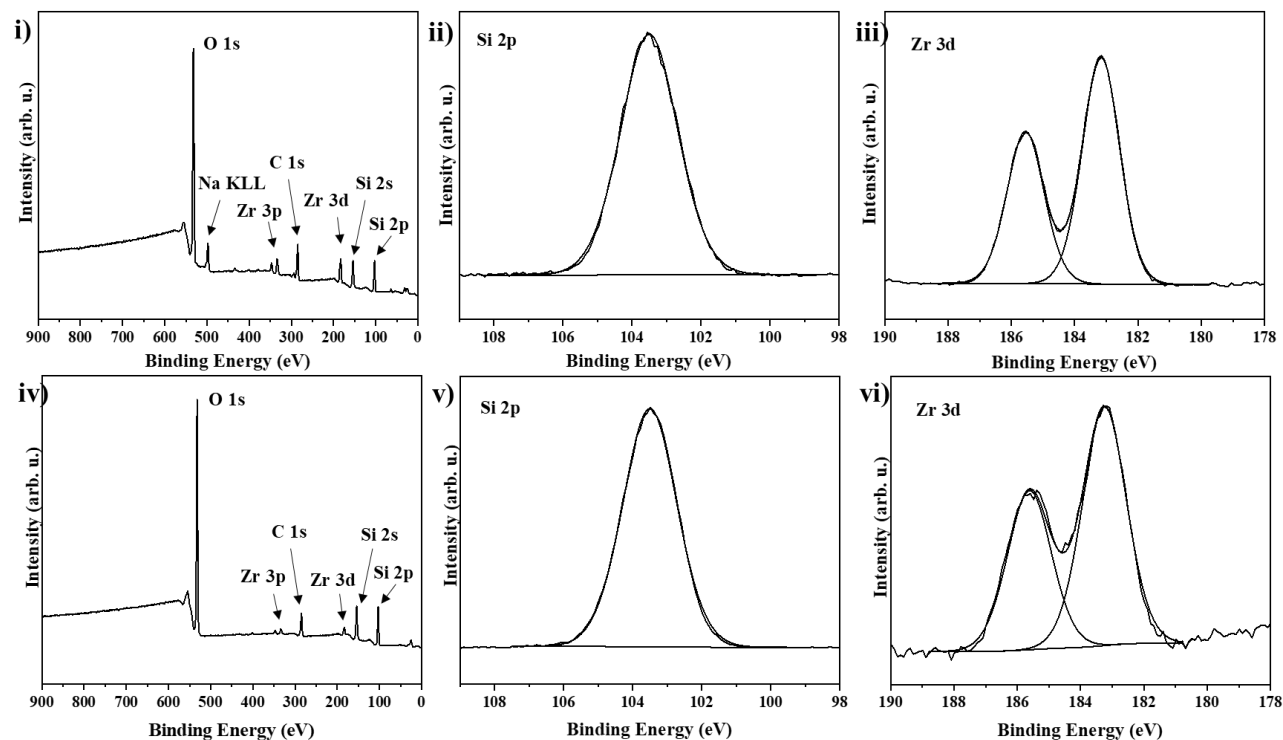 i)
O 1s
Na KLL
Zr 3p
C 1s
Zr 3d
Si 2s
Si 2p
Intensity (arb. u.)
900 800 700 600 500 400 300 200 100 0
Binding Energy (eV)
ii)
Si 2p
Intensity (arb. u.)
108 106 104 102 100 98
Binding Energy (eV)
iii)
Zr 3d
Intensity (arb. u.)
190 188 186 184 182 180 178
Binding Energy (eV)
iv)
O 1s
Zr 3p
C 1s
Zr 3d
Si 2s
Si 2p
Intensity (arb. u.)
900 800 700 600 500 400 300 200 100 0
Binding Energy (eV)
v)
Si 2p
Intensity (arb. u.)
108 106 104 102 100 98
Binding Energy (eV)
vi)
Zr 3d
Intensity (arb. u.)
190 188 186 184 182 180 178
Binding Energy (eV)